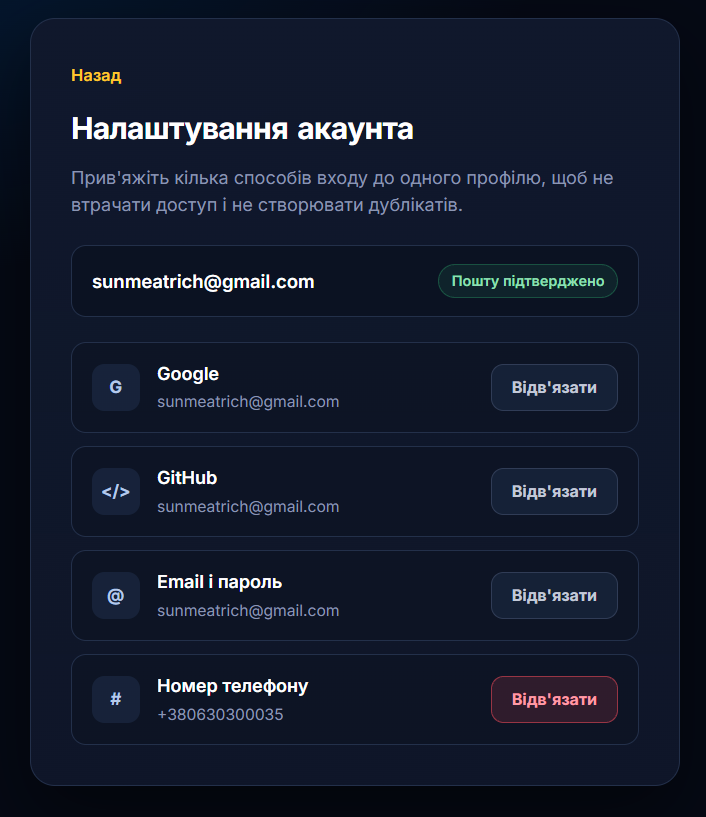 Назад
Налаштування акаунта
Прив'яжіть кілька способів входу до одного профілю, щоб не
втрачати доступ і не створювати дублікатів.
sunmeatrich@gmail.com
Пошту підтверджено
G
Google
sunmeatrich@gmail.com
Відв'язати
</>
GitHub
sunmeatrich@gmail.com
Відв'язати
@
Email і пароль
sunmeatrich@gmail.com
Відв'язати
#
Номер телефону
+380630300035
Відв'язати